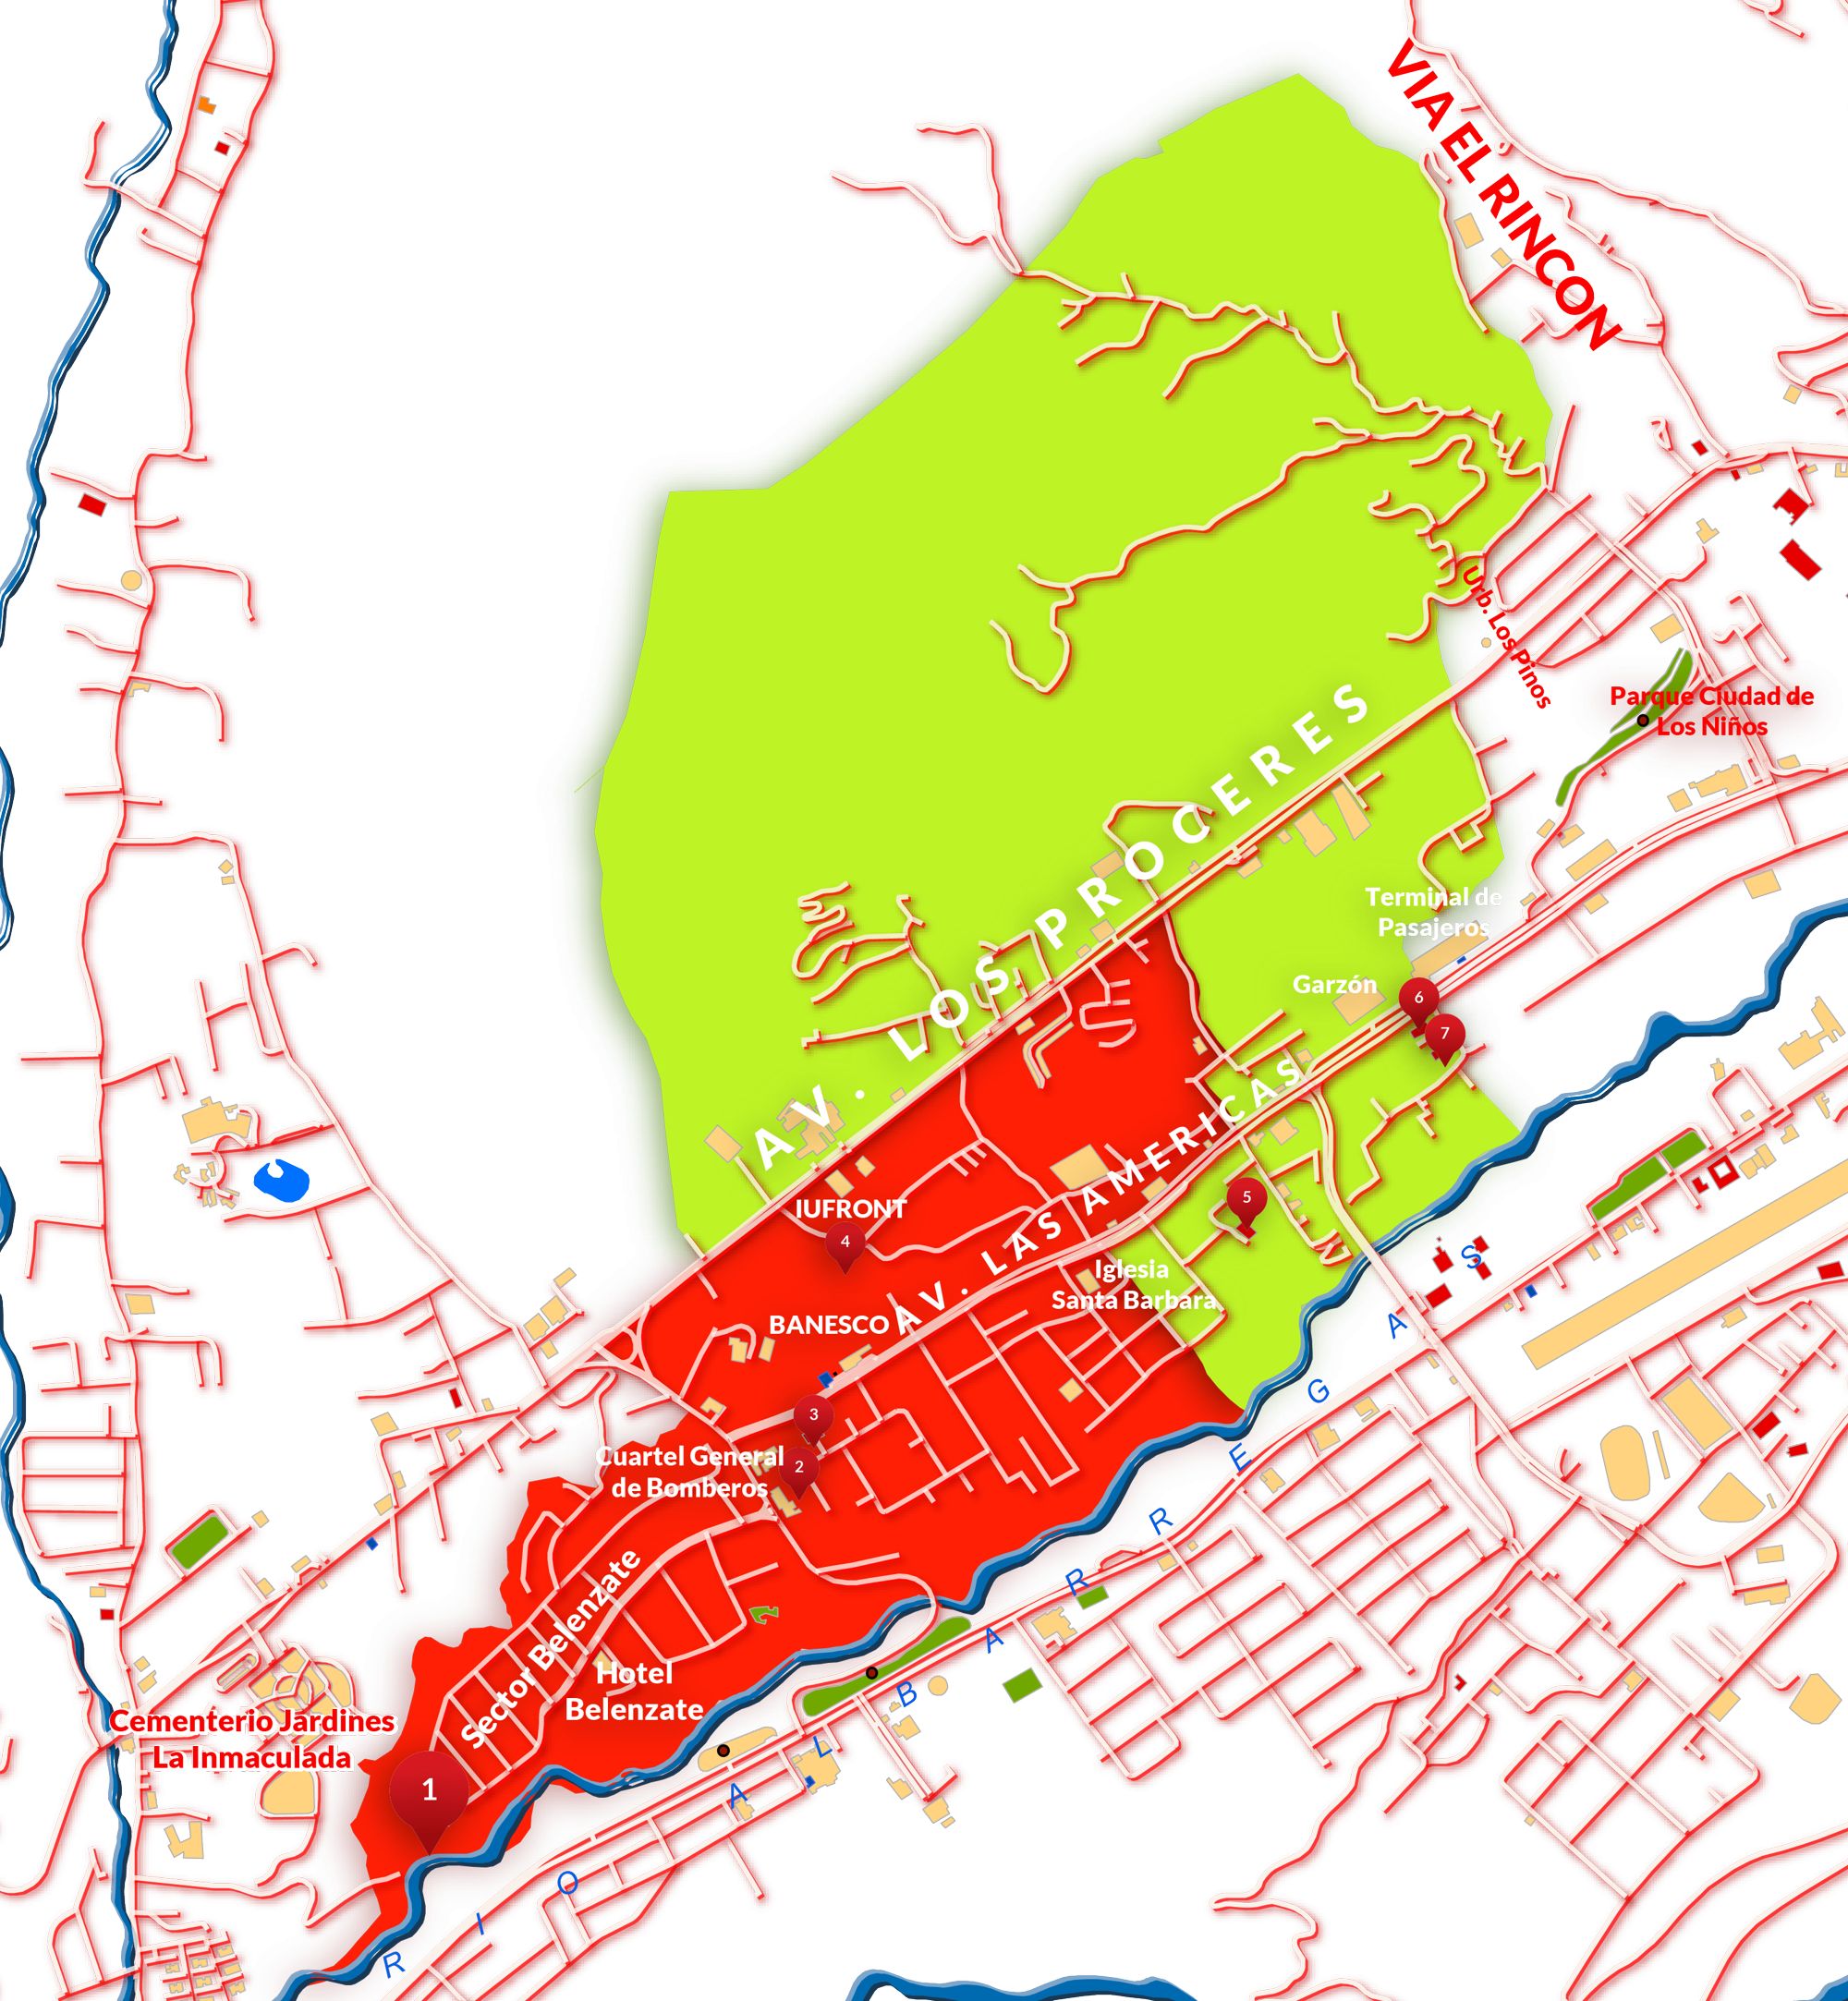 VIA EL RINCON
Urb. Los Pinos
Parque Ciudad de
Los Niños
AV. LOS PROCERES
Terminal de
Pasajeros
Garzón
6
7
AV. LAS AMERICAS
5
IUFRONT
4
Iglesia
Santa Barbara
BANESCO
3
Cuartel General
de Bomberos
2
Sector Belenzate
Hotel
Belenzate
Cementerio Jardines
La Inmaculada
1
RIO ALBARREGAS